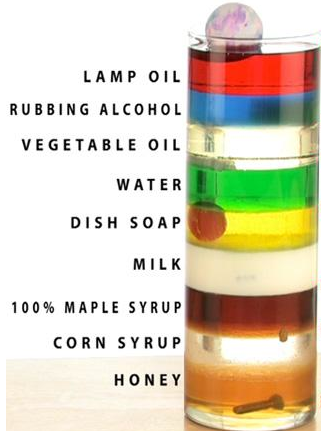 LAMP OIL
RUBBING ALCOHOL
VEGETABLE OIL
WATER
DISH SOAP
MILK
100% MAPLE SYRUP
CORN SYRUP
HONEY